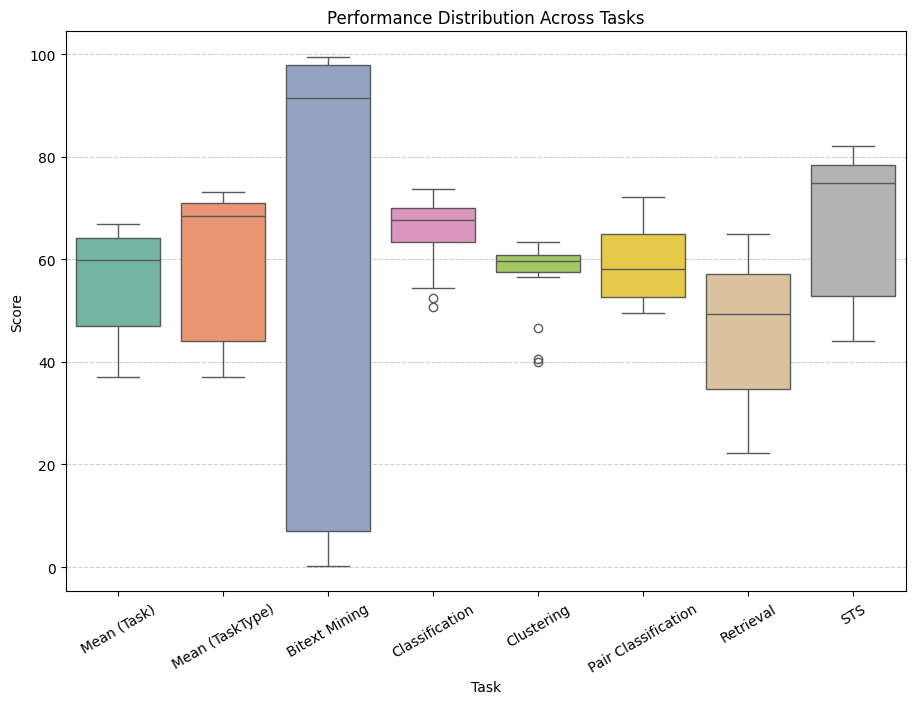 Performance Distribution Across Tasks
100
80
60
40
20
0
Score
Mean (Task)
Mean (TaskType)
Bitext Mining
Classification
Clustering
Pair Classification
Retrieval
STS
Task